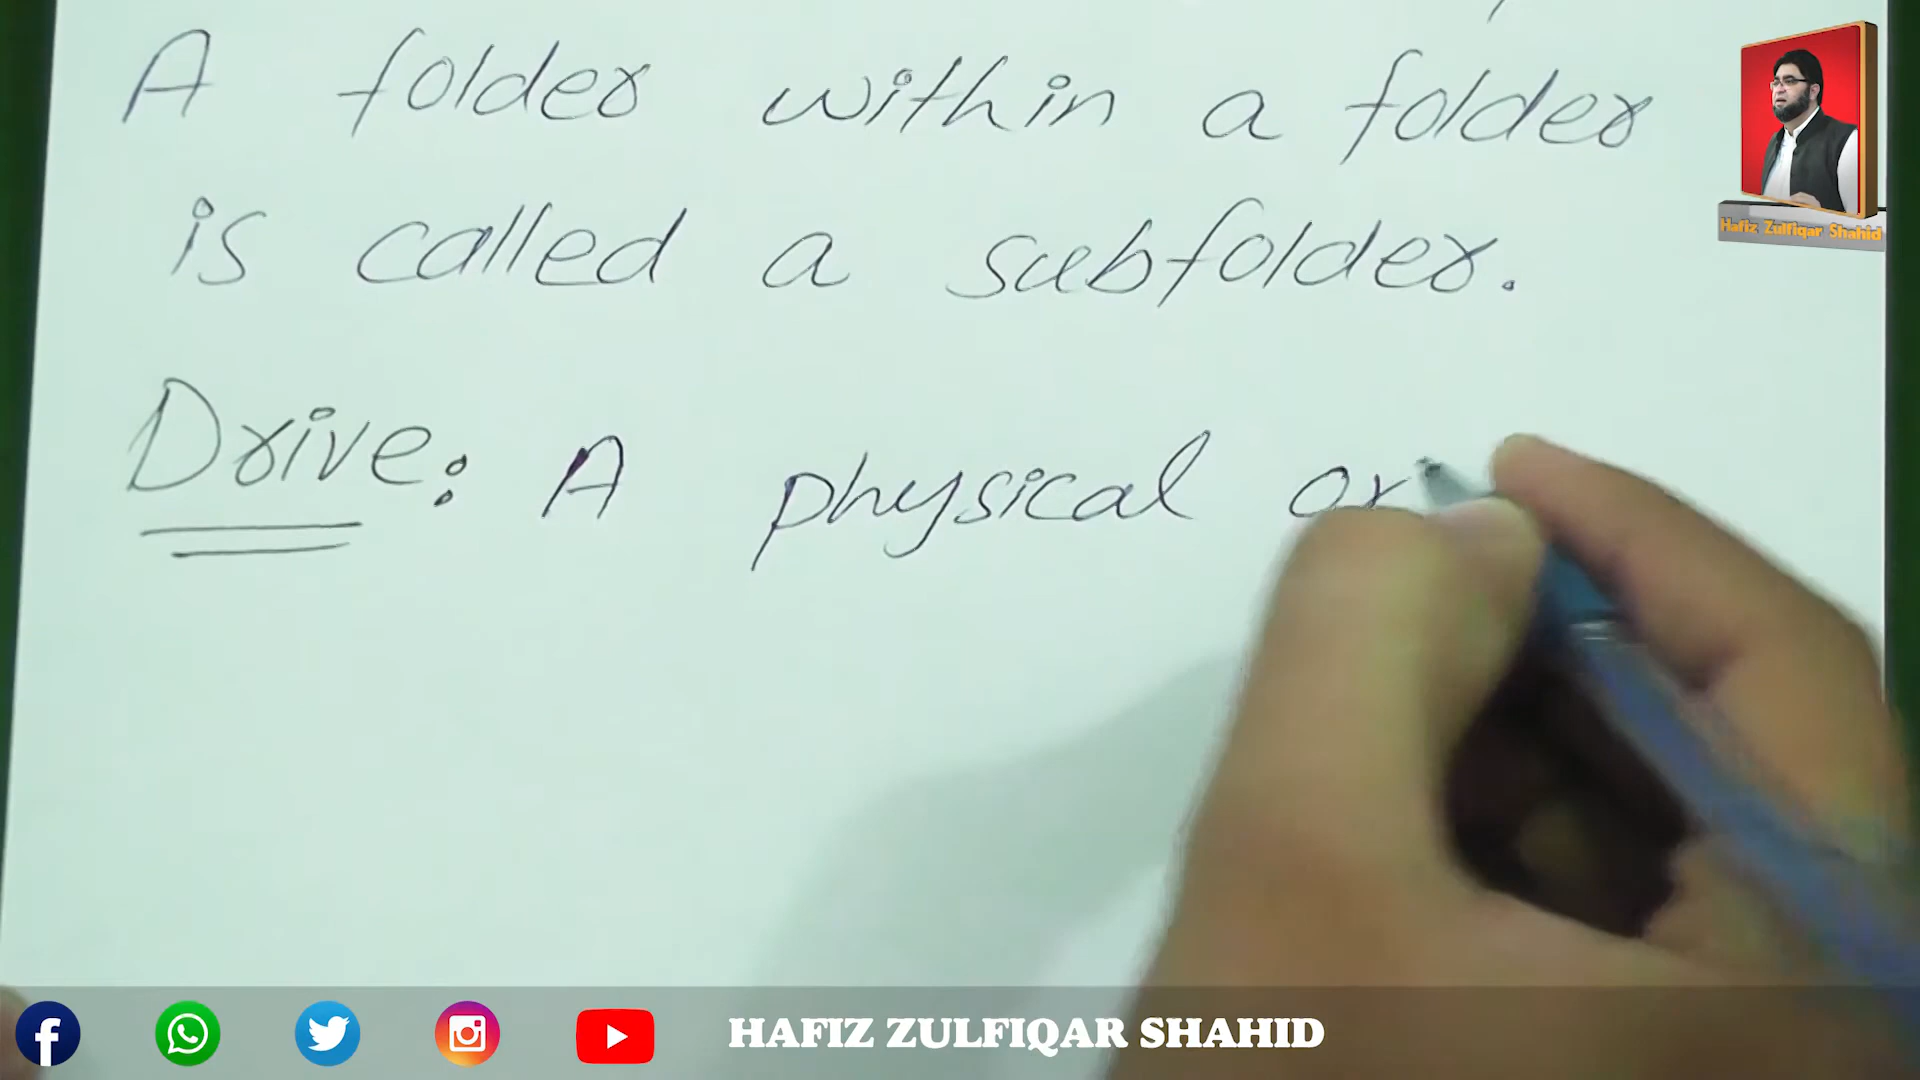 A folder within a folder
is called a subfolder.
Drive: A physical or
Hafiz Zulfiqar Shahid
HAFIZ ZULFIQAR SHAHID